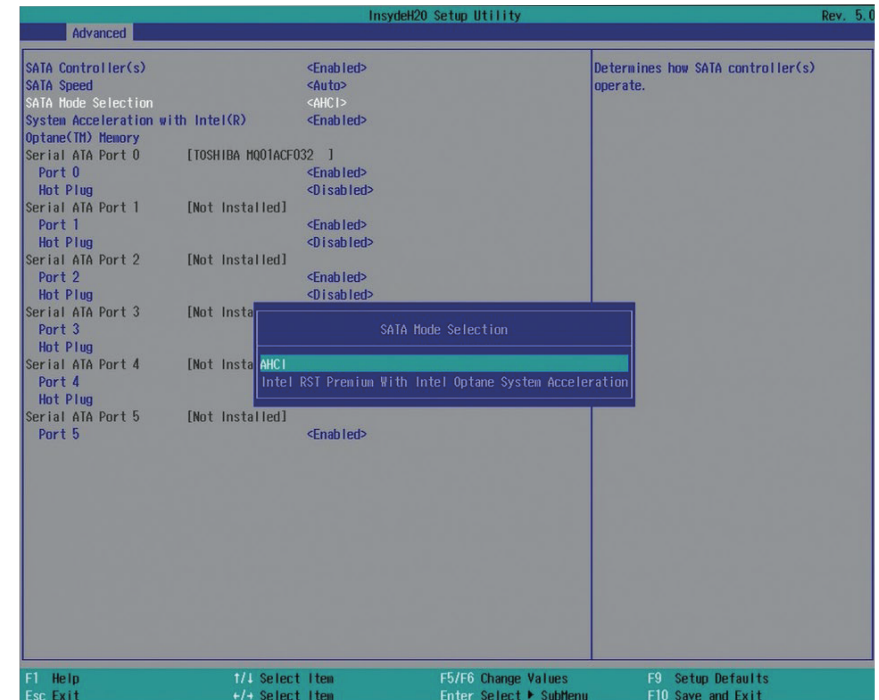 InsydeH20 Setup Utility Rev. 5.0
Advanced
SATA Controller(s) <Enabled> Determines how SATA controller(s)
SATA Speed <Auto> operate.
SATA Mode Selection <AHCI>
System Acceleration with Intel(R) <Enabled>
Optane(TM) Memory
Serial ATA Port 0 [TOSHIBA MQ01ACF032 ]
Port 0 <Enabled>
Hot Plug <Disabled>
Serial ATA Port 1 [Not Installed]
Port 1 <Enabled>
Hot Plug <Disabled>
Serial ATA Port 2 [Not Installed]
Port 2 <Enabled>
Hot Plug <Disabled>
Serial ATA Port 3 [Not Insta
Port 3 SATA Mode Selection
Hot Plug
Serial ATA Port 4 [Not Insta AHCI
Port 4 Intel RST Premium With Intel Optane System Acceleration
Hot Plug
Serial ATA Port 5 [Not Installed]
Port 5 <Enabled>
F1 Help ↑/↓ Select Item F5/F6 Change Values F9 Setup Defaults
Esc Exit ←/→ Select Item Enter Select ▶ SubMenu F10 Save and Exit